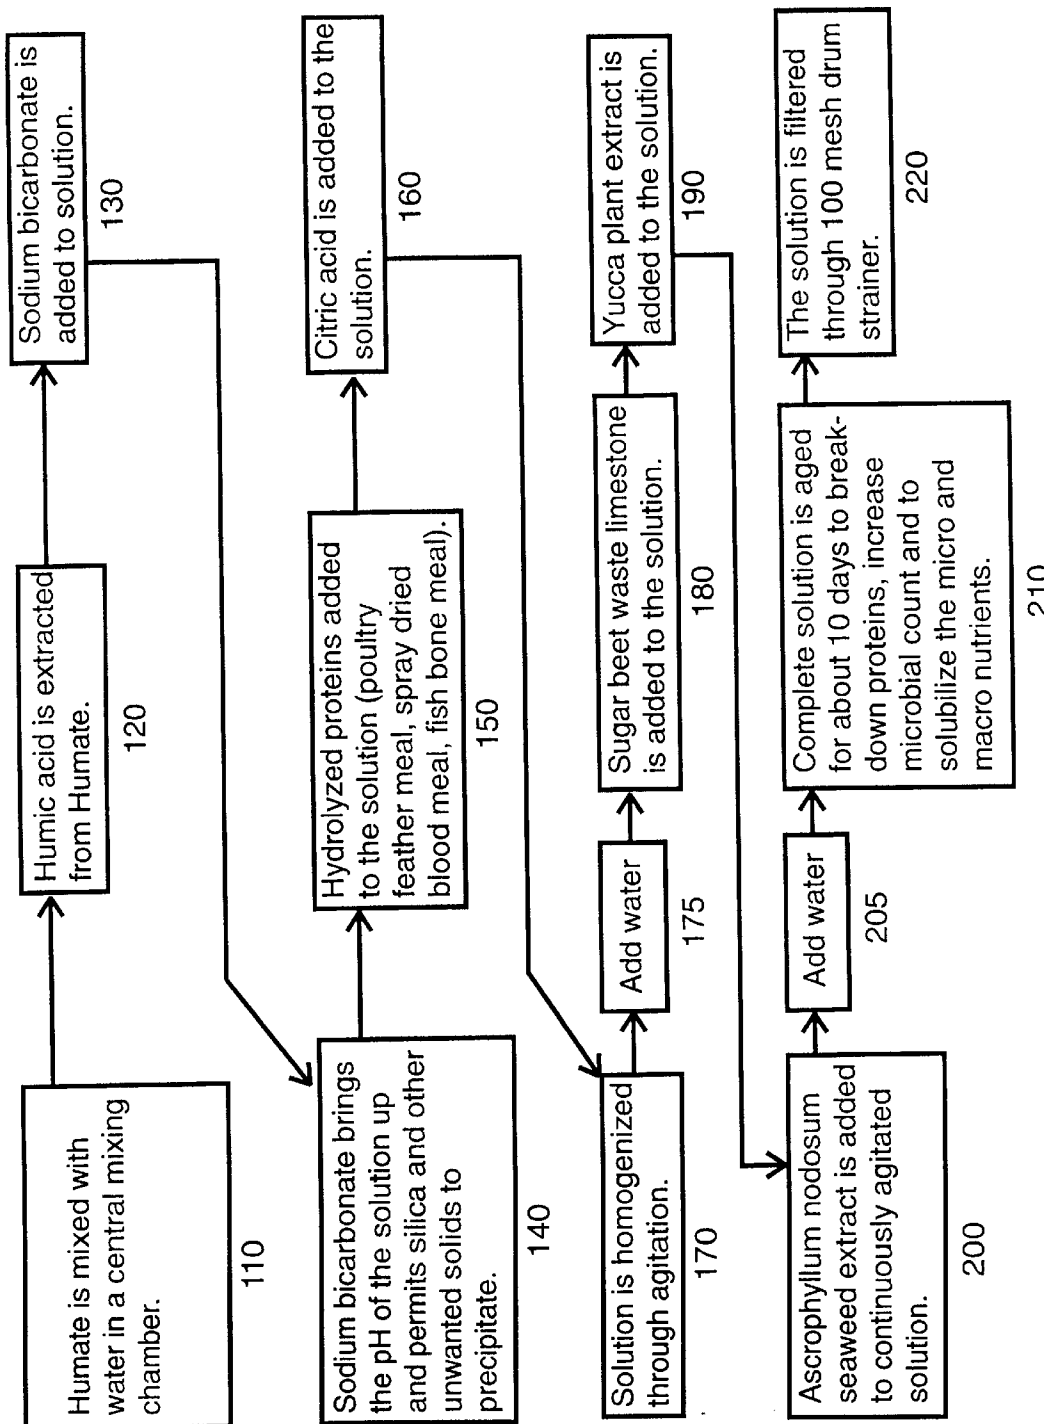 Humate is mixed with
water in a central mixing
chamber.
110
Humic acid is extracted
from Humate.
120
Sodium bicarbonate is
added to solution.
130
Sodium bicarbonate brings
the pH of the solution up
and permits silica and other
unwanted solids to
precipitate.
140
Hydrolyzed proteins added
to the solution (poultry
feather meal, spray dried
blood meal, fish bone meal).
150
Citric acid is added to the
solution.
160
Solution is homogenized
through agitation.
170
Add water
175
Sugar beet waste limestone
is added to the solution.
180
Yucca plant extract is
added to the solution.
190
Ascrophyllum nodosum
seaweed extract is added
to continuously agitated
solution.
200
Add water
205
Complete solution is aged
for about 10 days to break-
down proteins, increase
microbial count and to
solubilize the micro and
macro nutrients.
210
The solution is filtered
through 100 mesh drum
strainer.
220